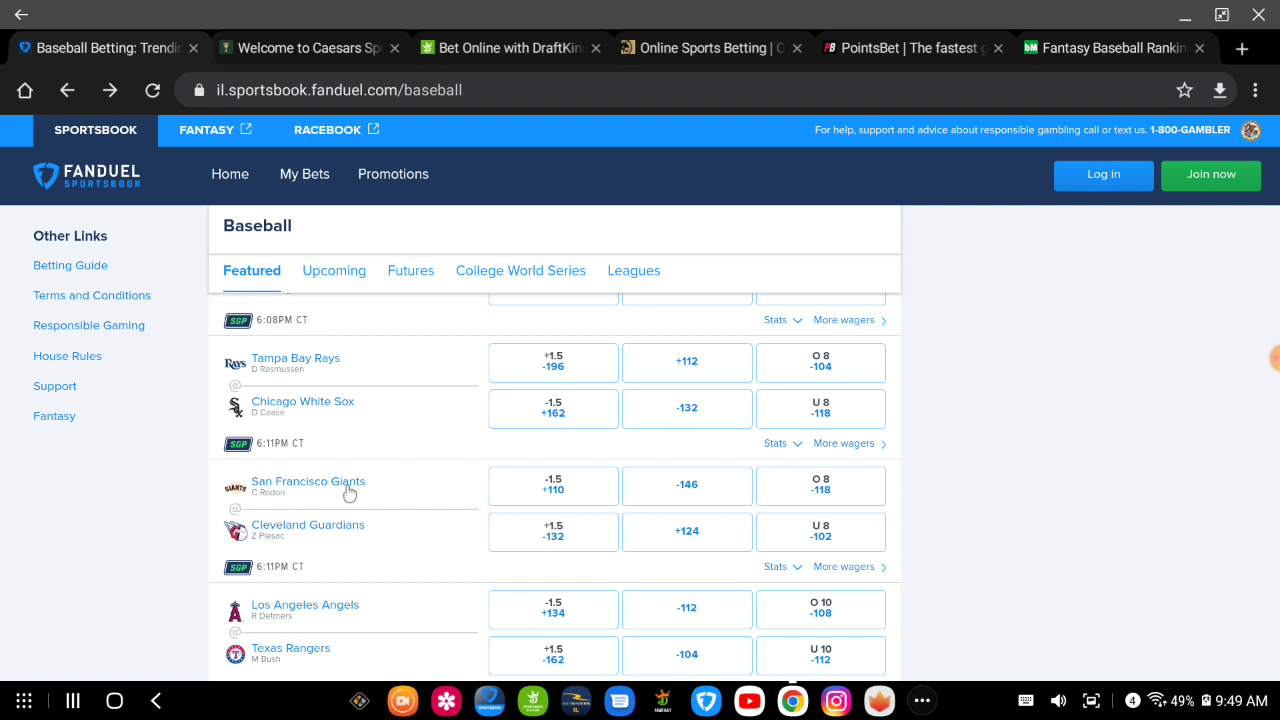 Baseball Betting: Trendi
Welcome to Caesars Sp
Bet Online with DraftKin
Online Sports Betting | O
PointsBet | The fastest g
bM Fantasy Baseball Rankin
il.sportsbook.fanduel.com/baseball
SPORTSBOOK
FANTASY
RACEBOOK
For help, support and advice about responsible gambling call or text us. 1-800-GAMBLER
FANDUEL
SPORTSBOOK
Home
My Bets
Promotions
Log in
Join now
Other Links
Betting Guide
Terms and Conditions
Responsible Gaming
House Rules
Support
Fantasy
Baseball
Featured
Upcoming
Futures
College World Series
Leagues
SGP 6:08PM CT
Stats
More wagers
RAYS
Tampa Bay Rays
D Rasmussen
+1.5
-196
+112
O 8
-104
@
Chicago White Sox
D Cease
-1.5
+162
-132
U 8
-118
SGP 6:11PM CT
Stats
More wagers
GIANTS
San Francisco Giants
C Rodon
-1.5
+110
-146
O 8
-118
@
Cleveland Guardians
Z Plesac
+1.5
-132
+124
U 8
-102
SGP 6:11PM CT
Stats
More wagers
Los Angeles Angels
R Detmers
-1.5
+134
-112
O 10
-108
@
Texas Rangers
M Bush
+1.5
-162
-104
U 10
-112
4
49%
9:49 AM